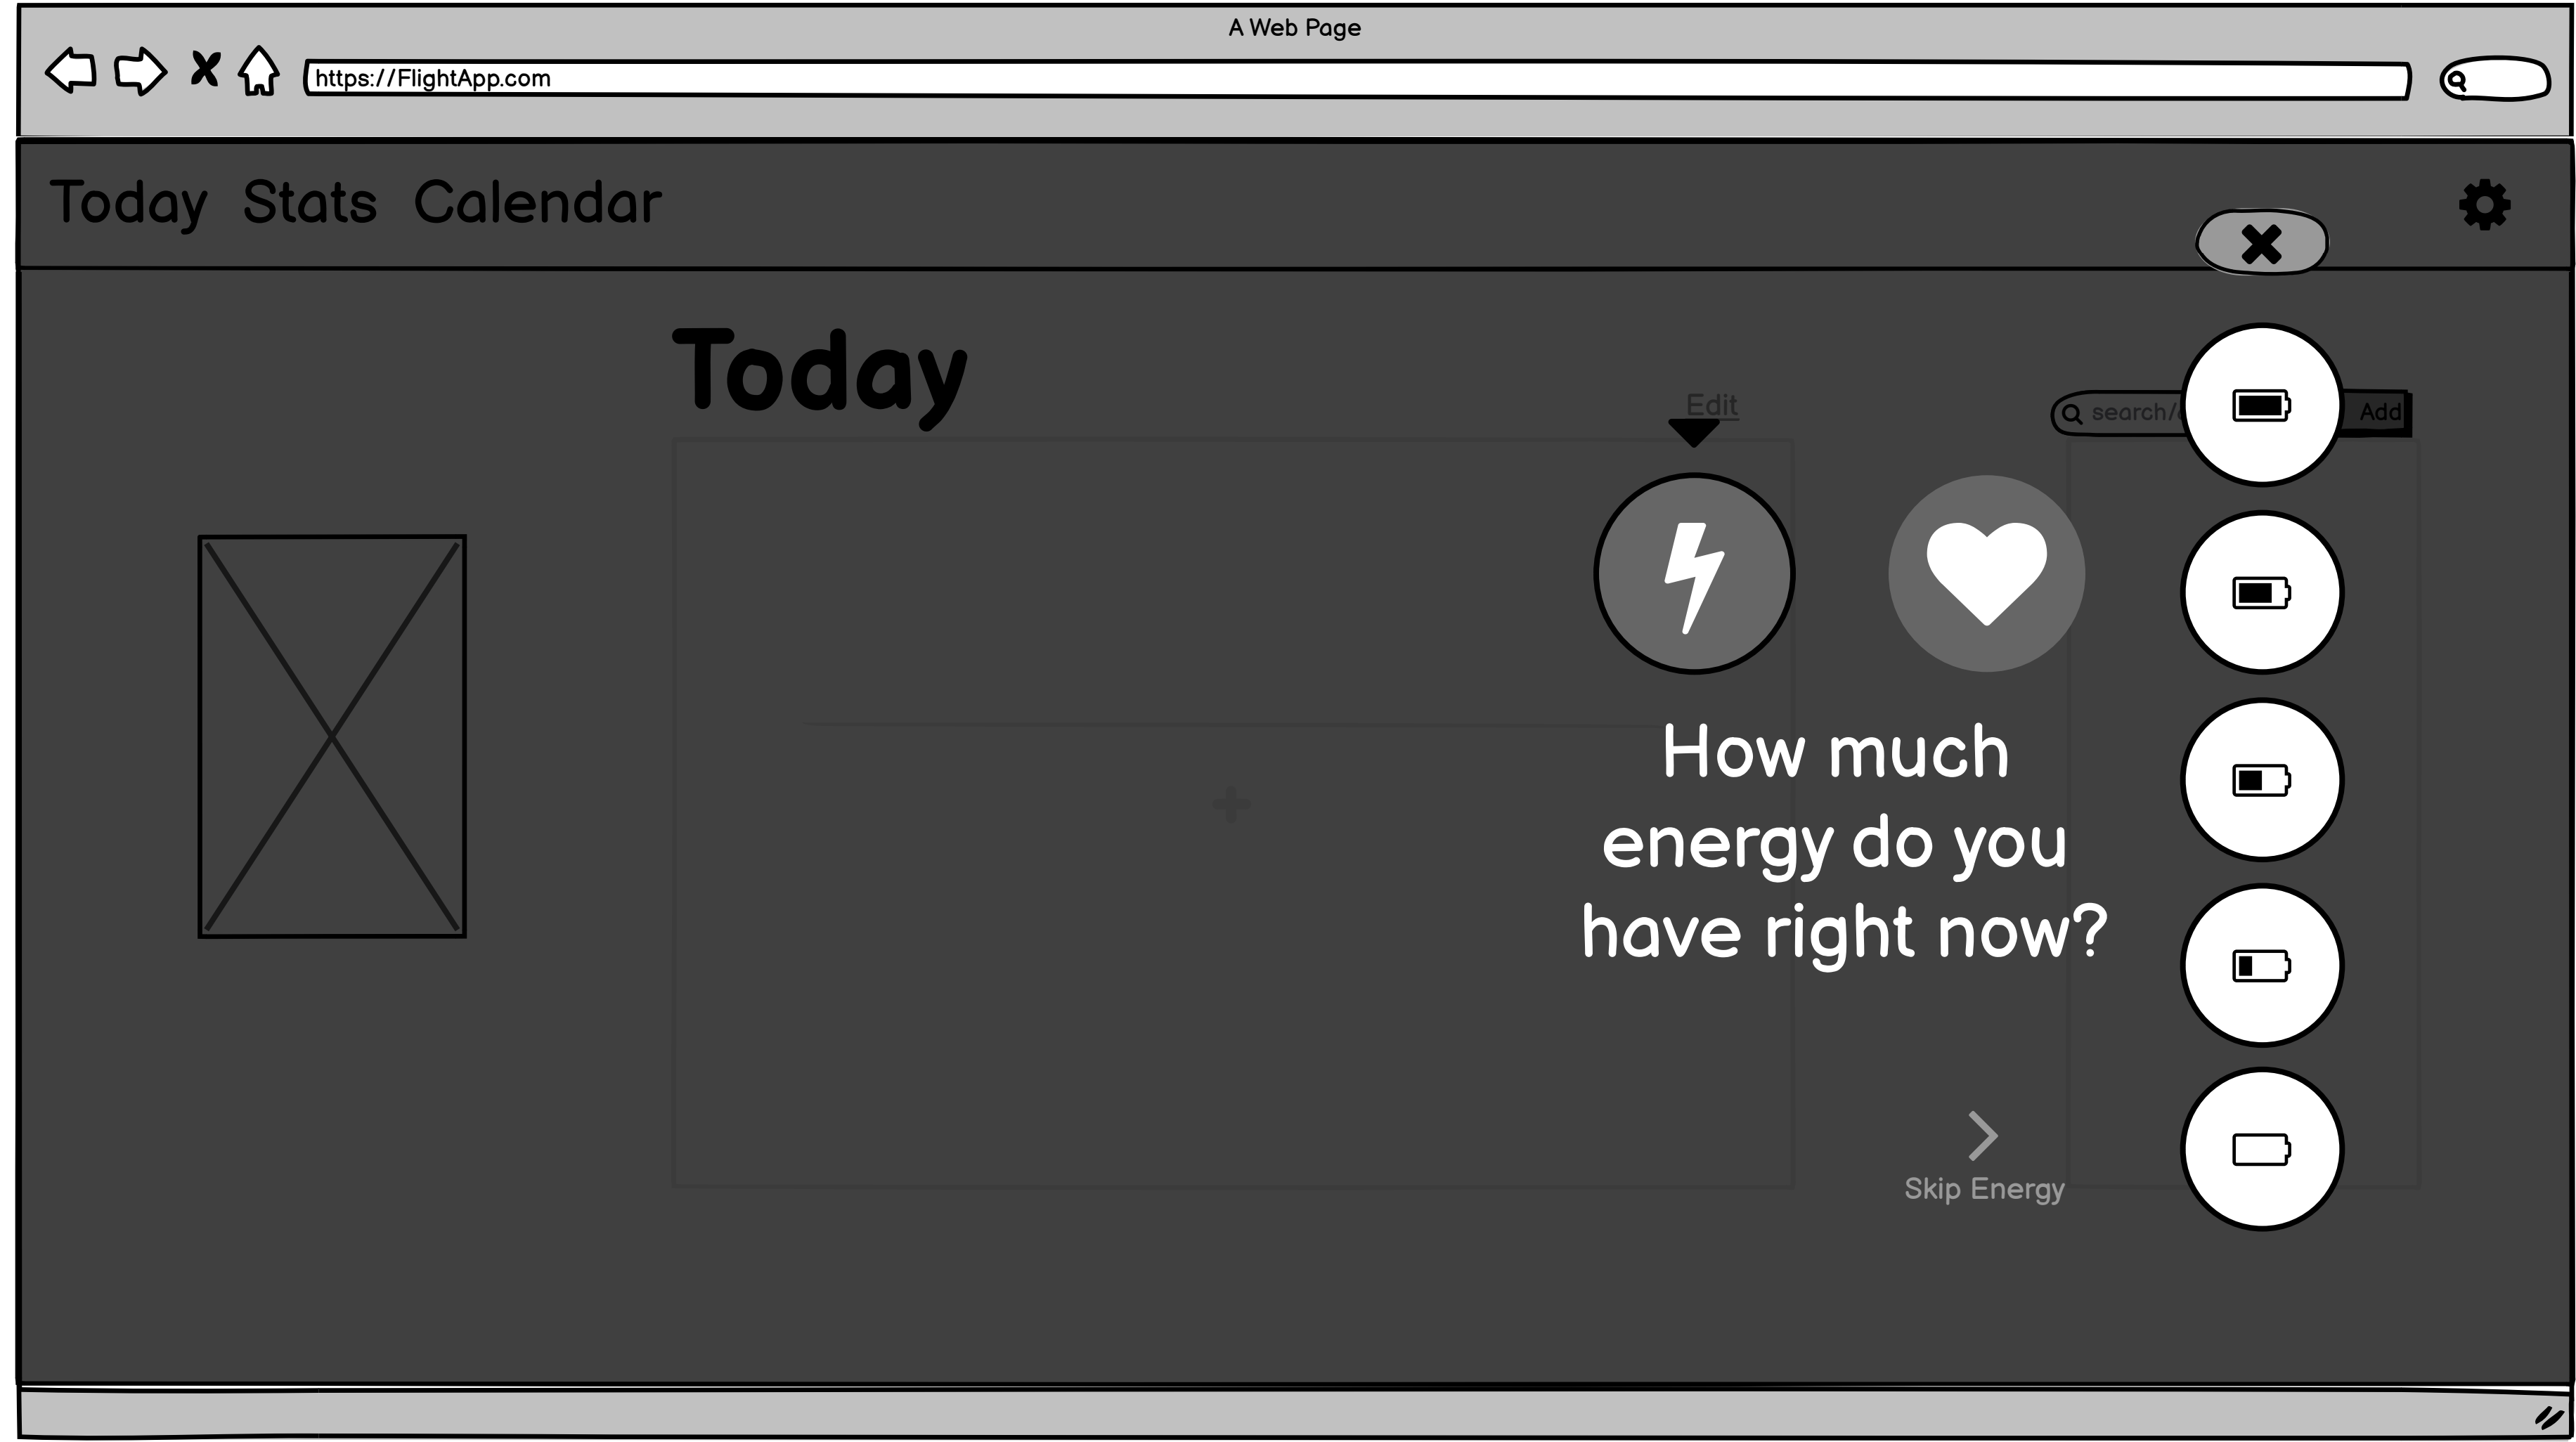 A Web Page
https://FlightApp.com
Today Stats Calendar
Today
Edit
search/
Add
How much
energy do you
have right now?
Skip Energy